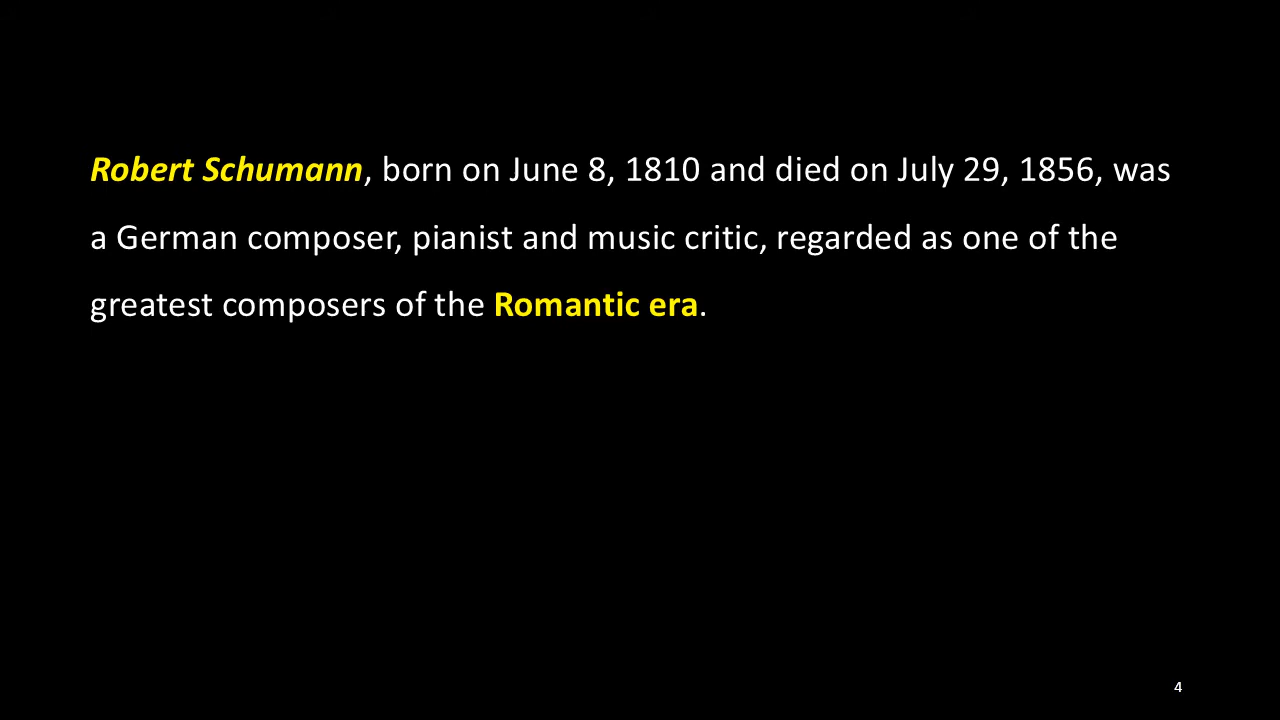 Robert Schumann, born on June 8, 1810 and died on July 29, 1856, was
a German composer, pianist and music critic, regarded as one of the
greatest composers of the Romantic era.
4